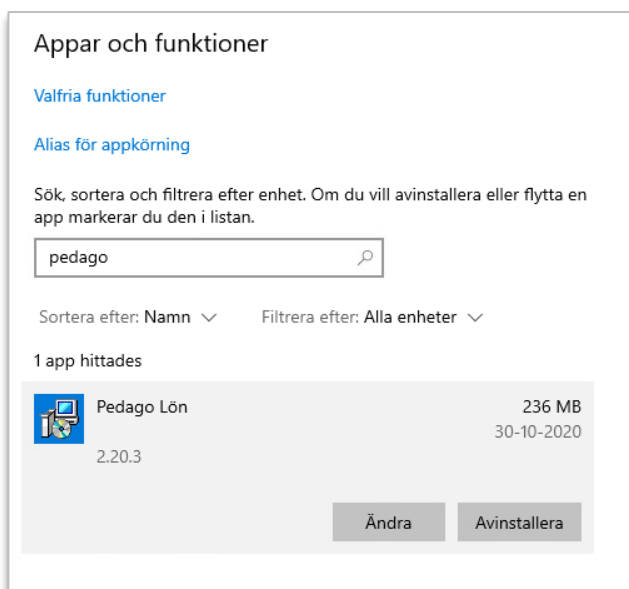 Appar och funktioner
Valfria funktioner
Alias för appkörning
Sök, sortera och filtrera efter enhet. Om du vill avinstallera eller flytta en
app markerar du den i listan.
pedago
Sortera efter: Namn Filtrera efter: Alla enheter
1 app hittades
Pedago Lön 236 MB
30-10-2020
2.20.3
Ändra Avinstallera